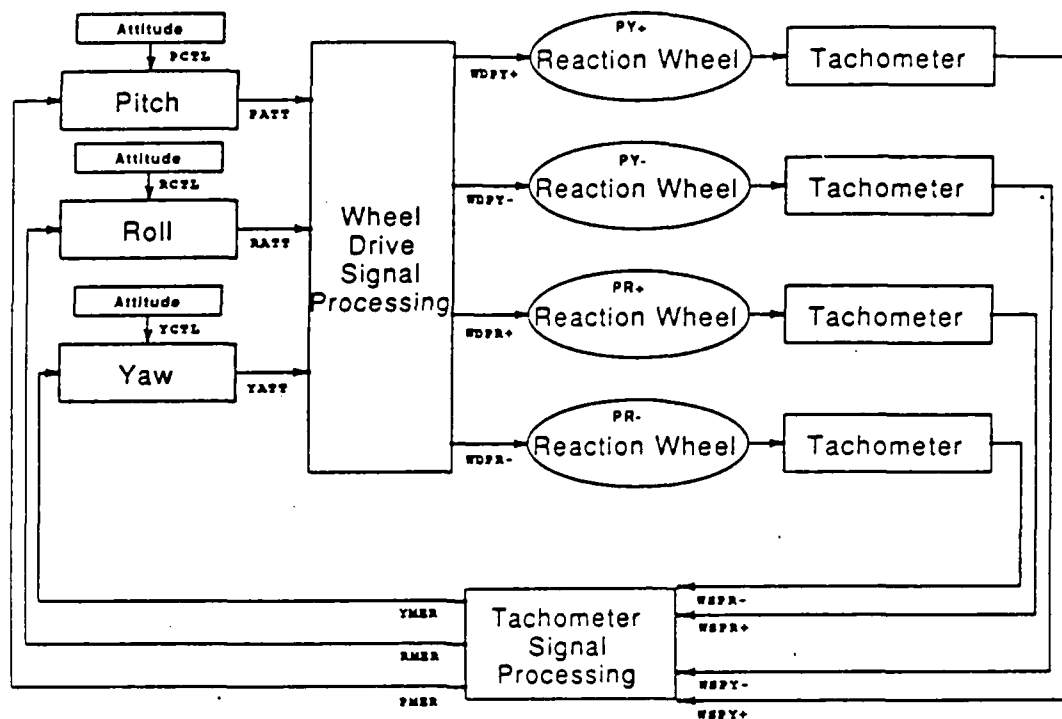 Attitude
PCTL
Pitch
PATT
Attitude
RCTL
Roll
RATT
Attitude
YCTL
Yaw
YATT
Wheel
Drive
Signal
Processing
WDPY+
PY+
Reaction Wheel
Tachometer
WDPY-
PY-
Reaction Wheel
Tachometer
WDPR+
PR+
Reaction Wheel
Tachometer
WDPR-
PR-
Reaction Wheel
Tachometer
YMER
RMER
PMER
Tachometer
Signal
Processing
WSPR-
WSPR+
WSPY-
WSPY+